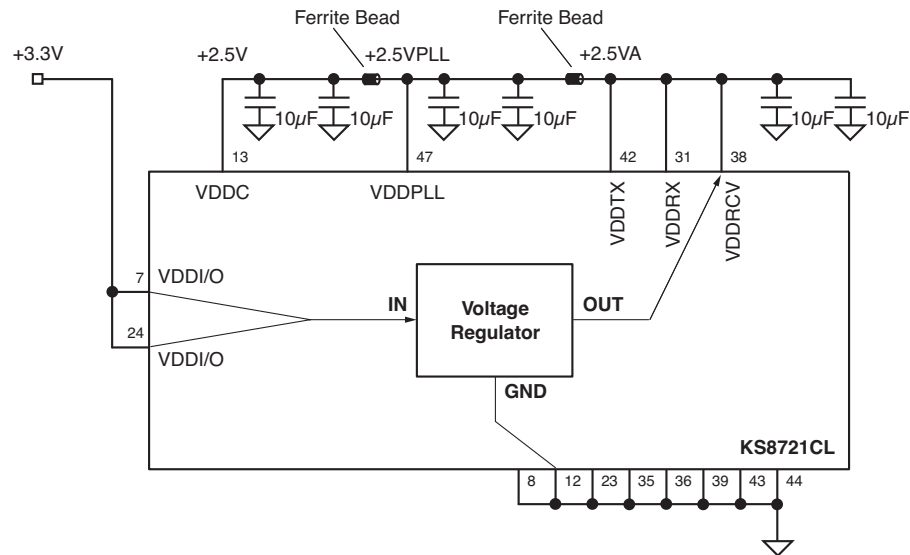 Ferrite Bead
Ferrite Bead
+3.3V
+2.5V
+2.5VPLL
+2.5VA
10µF
10µF
10µF
10µF
10µF
10µF
13
47
42
31
38
VDDC
VDDPLL
VDDTX
VDDRX
VDDRCV
7
VDDI/O
24
VDDI/O
IN
Voltage
Regulator
OUT
GND
KS8721CL
8
12
23
35
36
39
43
44